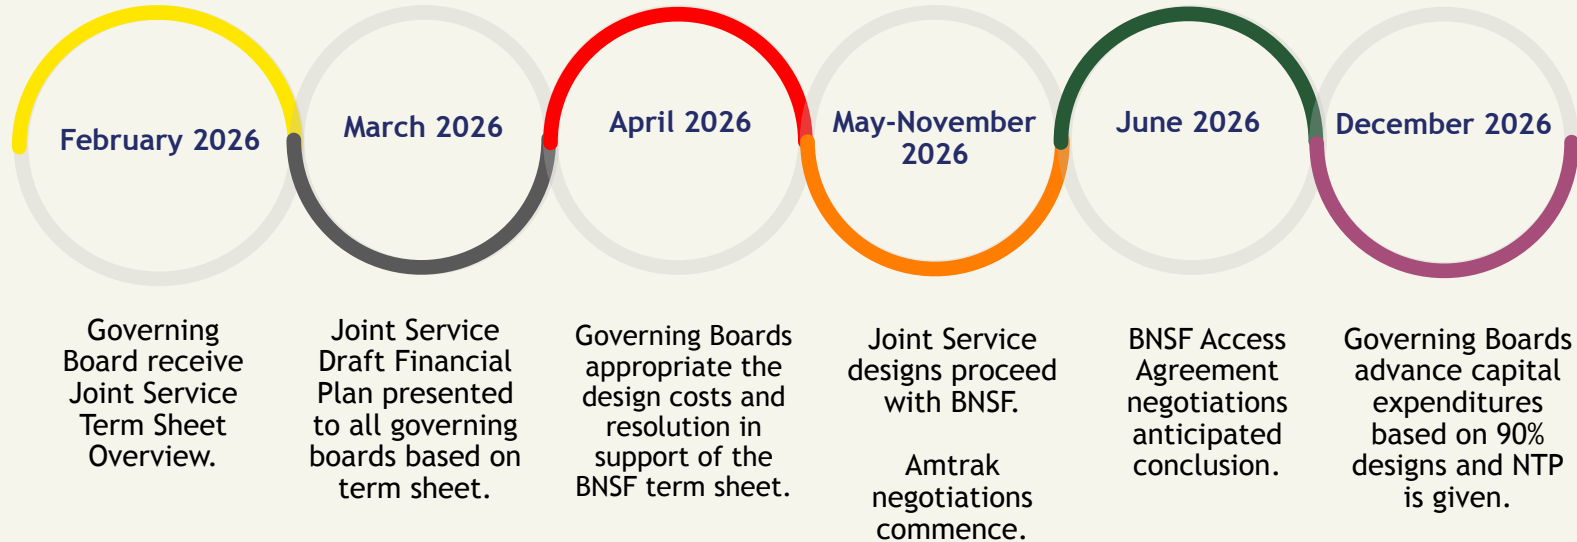 February 2026
Governing
Board receive
Joint Service
Term Sheet
Overview.
March 2026
Joint Service
Draft Financial
Plan presented
to all governing
boards based on
term sheet.
April 2026
Governing Boards
appropriate the
design costs and
resolution in
support of the
BNSF term sheet.
May-November
2026
Joint Service
designs proceed
with BNSF.
Amtrak
negotiations
commence.
June 2026
BNSF Access
Agreement
negotiations
anticipated
conclusion.
December 2026
Governing Boards
advance capital
expenditures
based on 90%
designs and NTP
is given.